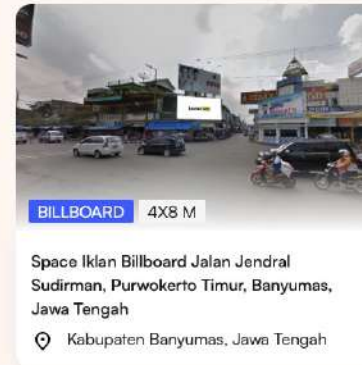 BILLBOARD 4X8 M
Space Iklan Billboard Jalan Jendral
Sudirman, Purwokerto Timur, Banyumas,
Jawa Tengah
Kabupaten Banyumas, Jawa Tengah